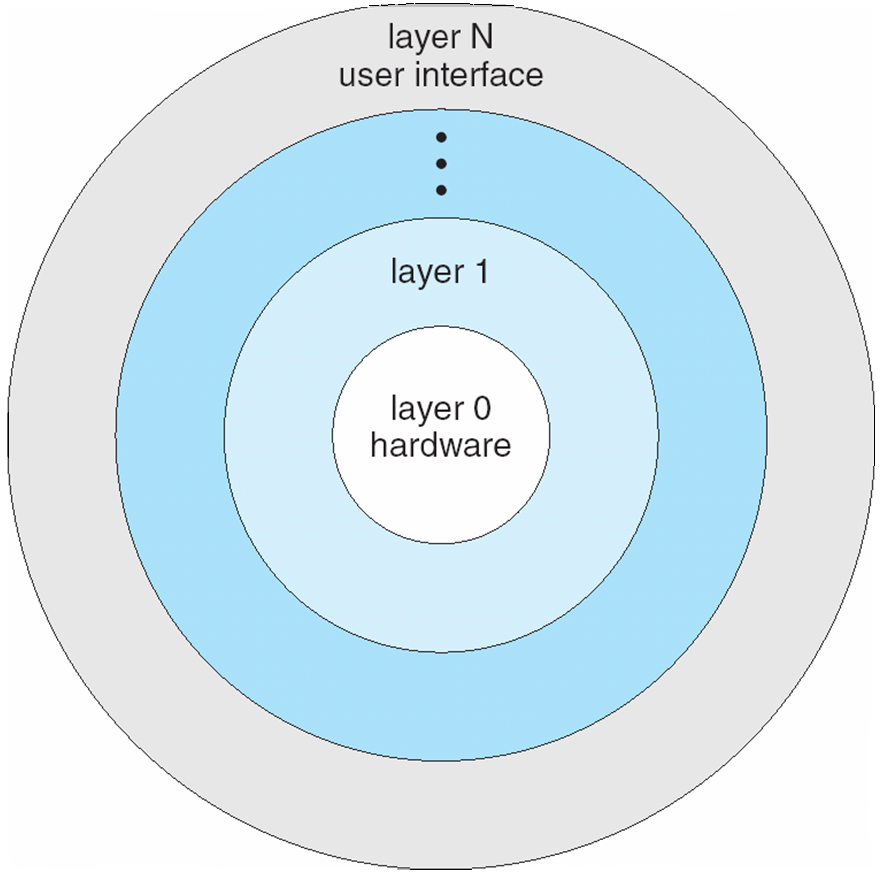 layer N
user interface
layer 1
layer 0
hardware